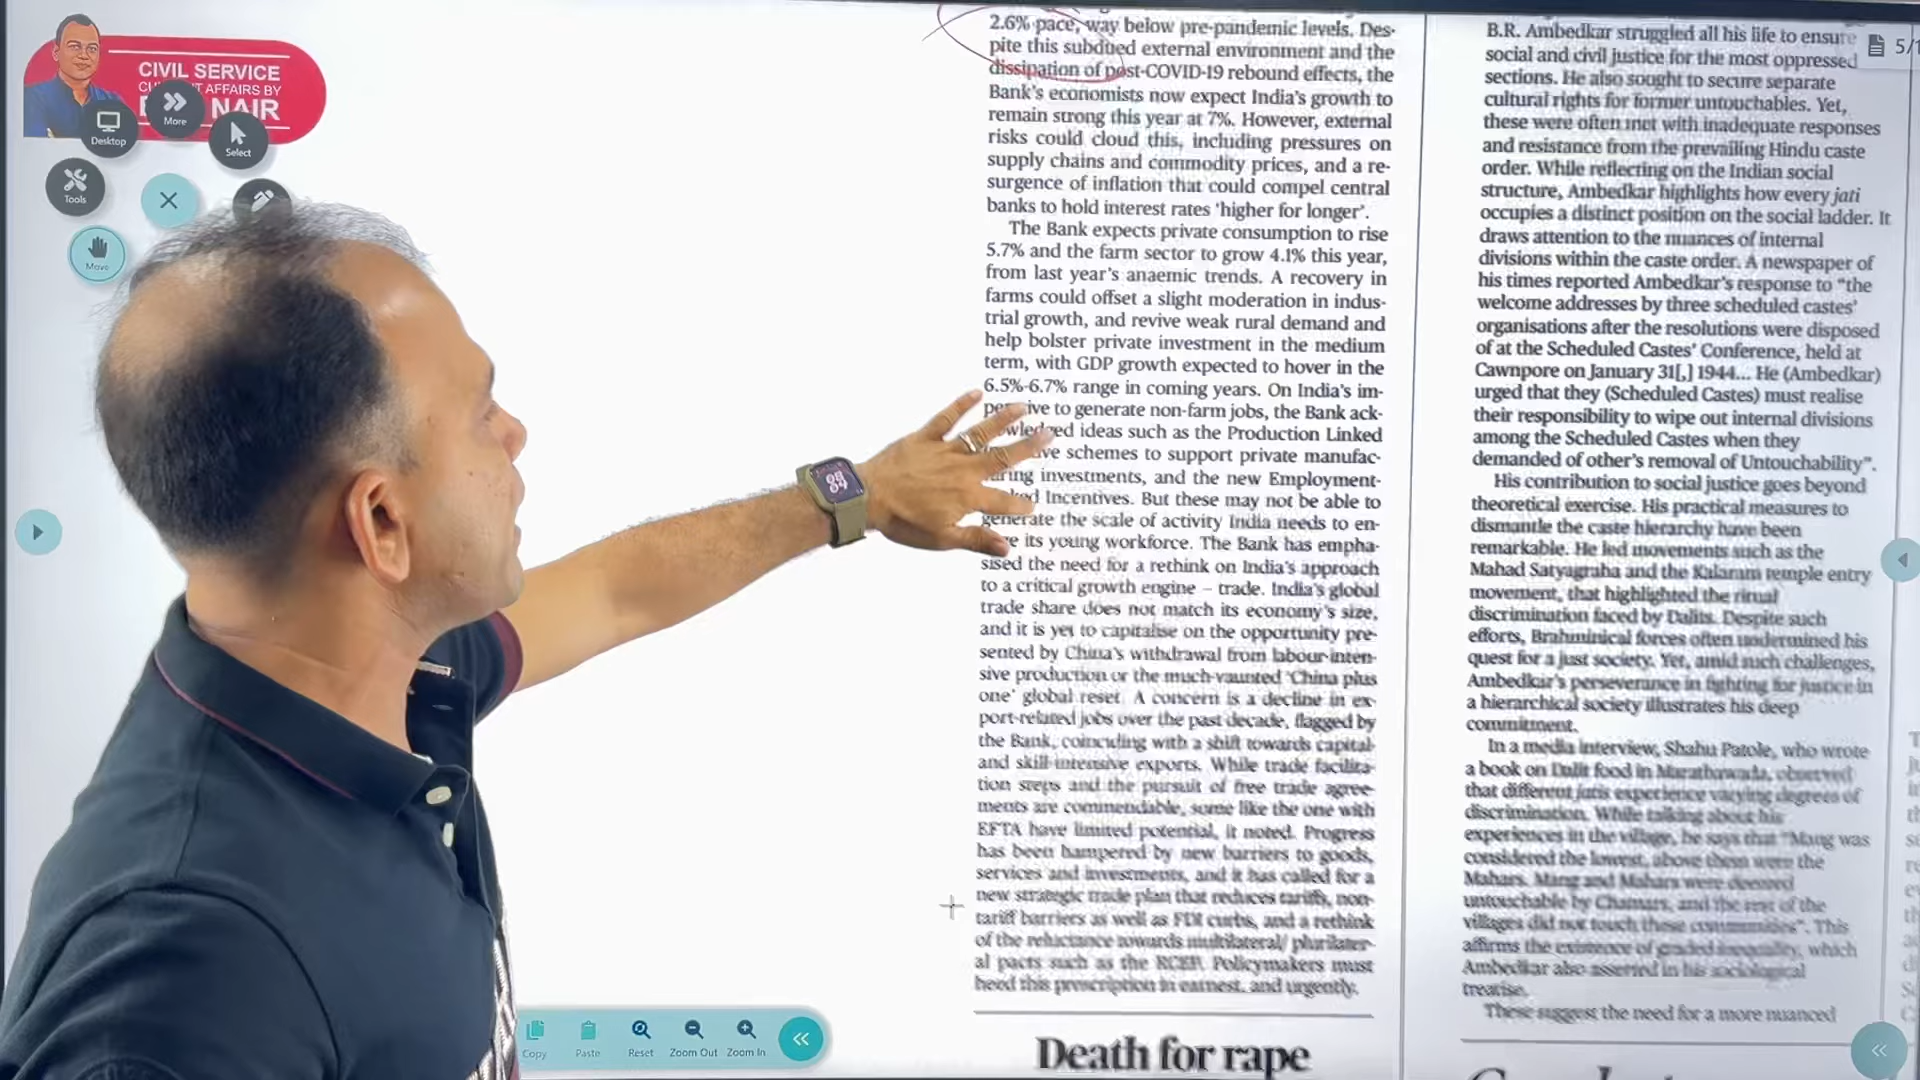 CIVIL SERVICE
AFFAIRS BY
NAIR
More
Desktop
Select
Tools
Move
2.6% pace, way below pre-pandemic levels. Des-
pite this subdued external environment and the
dissipation of post-COVID-19 rebound effects, the
Bank's economists now expect India's growth to
remain strong this year at 7%. However, external
risks could cloud this, including pressures on
supply chains and commodity prices, and a re-
surgence of inflation that could compel central
banks to hold interest rates 'higher for longer'.
The Bank expects private consumption to rise
5.7% and the farm sector to grow 4.1% this year,
from last year's anaemic trends. A recovery in
farms could offset a slight moderation in indus-
trial growth, and revive weak rural demand and
help bolster private investment in the medium
term, with GDP growth expected to hover in the
6.5%-6.7% range in coming years. On India's im-
ive to generate non-farm jobs, the Bank ack-
ideas such as the Production Linked
schemes to support private manufac-
investments, and the new Employment-
Incentives. But these may not be able to
generate the scale of activity India needs to en-
its young workforce. The Bank has empha-
sised the need for a rethink on India's approach
to a critical growth engine – trade. India's global
trade share does not match its economy's size,
and it is yet to capitalise on the opportunity pre-
sented by China's withdrawal from labour-inten-
sive production or the much-vaunted 'China plus
one' global reset. A concern is a decline in ex-
port-related jobs over the past decade, flagged by
the Bank, coinciding with a shift towards capital-
and skill-intensive exports. While trade facilita-
tion steps and the pursuit of free trade agree-
ments are commendable, some like the one with
EFTA have limited potential, it noted. Progress
has been hampered by new barriers to goods,
services and investments, and it has called for a
new strategic trade plan that reduces tariffs, non-
tariff barriers as well as FDI curbs, and a rethink
of the reluctance towards multilateral/ plurilater-
al pacts such as the RCEP. Policymakers must
heed this prescription in earnest, and urgently.
Death for rape
B.R. Ambedkar struggled all his life to ensure
social and civil justice for the most oppressed
sections. He also sought to secure separate
cultural rights for former untouchables. Yet,
these were often met with inadequate responses
and resistance from the prevailing Hindu caste
order. While reflecting on the Indian social
structure, Ambedkar highlights how every jati
occupies a distinct position on the social ladder. It
draws attention to the nuances of internal
divisions within the caste order. A newspaper of
his times reported Ambedkar's response to "the
welcome addresses by three scheduled castes'
organisations after the resolutions were disposed
of at the Scheduled Castes' Conference, held at
Cawnpore on January 31[,] 1944... He (Ambedkar)
urged that they (Scheduled Castes) must realise
their responsibility to wipe out internal divisions
among the Scheduled Castes when they
demanded of other's removal of Untouchability".
His contribution to social justice goes beyond
theoretical exercise. His practical measures to
dismantle the caste hierarchy have been
remarkable. He led movements such as the
Mahad Satyagraha and the Kalaram temple entry
movement, that highlighted the ritual
discrimination faced by Dalits. Despite such
efforts, Brahminical forces often undermined his
quest for a just society. Yet, amid such challenges,
Ambedkar's perseverance in fighting for justice in
a hierarchical society illustrates his deep
commitment.
In a media interview, Shahu Patole, who wrote
a book on Dalit food in Marathawada, observed
that different jatis experience varying degrees of
discrimination. While talking about his
experiences in the village, he says that "Mang was
considered the lowest, above them were the
Mahars. Mang and Mahars were deemed
untouchable by Chamars, and the rest of the
villages did not touch these communities". This
affirms the existence of graded inequality, which
Ambedkar also asserted in his sociological
treatise.
These suggest the need for a more nuanced
5/1
Copy
Paste
Reset
Zoom Out
Zoom In